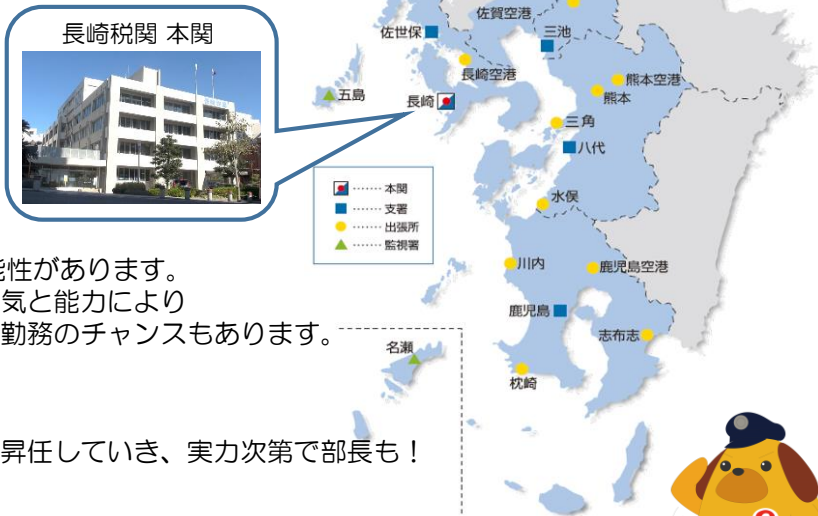 長崎税関 本関
佐賀空港
佐世保
三池
長崎空港
熊本空港
熊本
五島
長崎
三角
八代
水俣
本関
支署
出張所
監視署
川内
鹿児島空港
能性があります。
気と能力により
勤務のチャンスもあります。
鹿児島
志布志
名瀬
枕崎
昇任していき、実力次第で部長も！